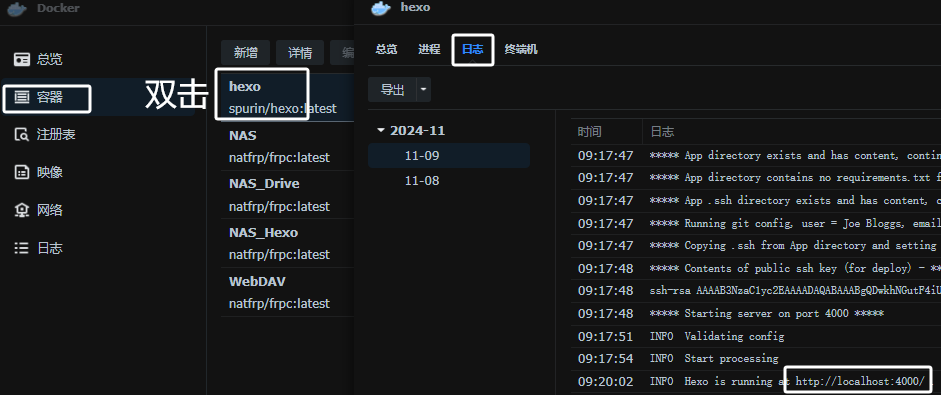 Docker
总览
容器
注册表
映像
网络
日志
新增
详情
编
双击
hexo
spurin/hexo:latest
NAS
natfrp/frpc:latest
NAS_Drive
natfrp/frpc:latest
NAS_Hexo
natfrp/frpc:latest
WebDAV
natfrp/frpc:latest
hexo
总览 进程 日志 终端机
导出
2024-11
11-09
11-08
时间 日志
09:17:47 ***** App directory exists and has content, contin
09:17:47 ***** App directory contains no requirements.txt f
09:17:47 ***** App .ssh directory exists and has content, c
09:17:47 ***** Running git config, user = Joe Bloggs, email
09:17:47 ***** Copying .ssh from App directory and setting
09:17:48 ***** Contents of public ssh key (for deploy) - **
09:17:48 ssh-rsa AAAAB3NzaC1yc2EAAAADAQABAAABgQDwkhNGutF4iU
09:17:48 ***** Starting server on port 4000 *****
09:17:51 INFO Validating config
09:17:54 INFO Start processing
09:20:02 INFO Hexo is running at http://localhost:4000/ .